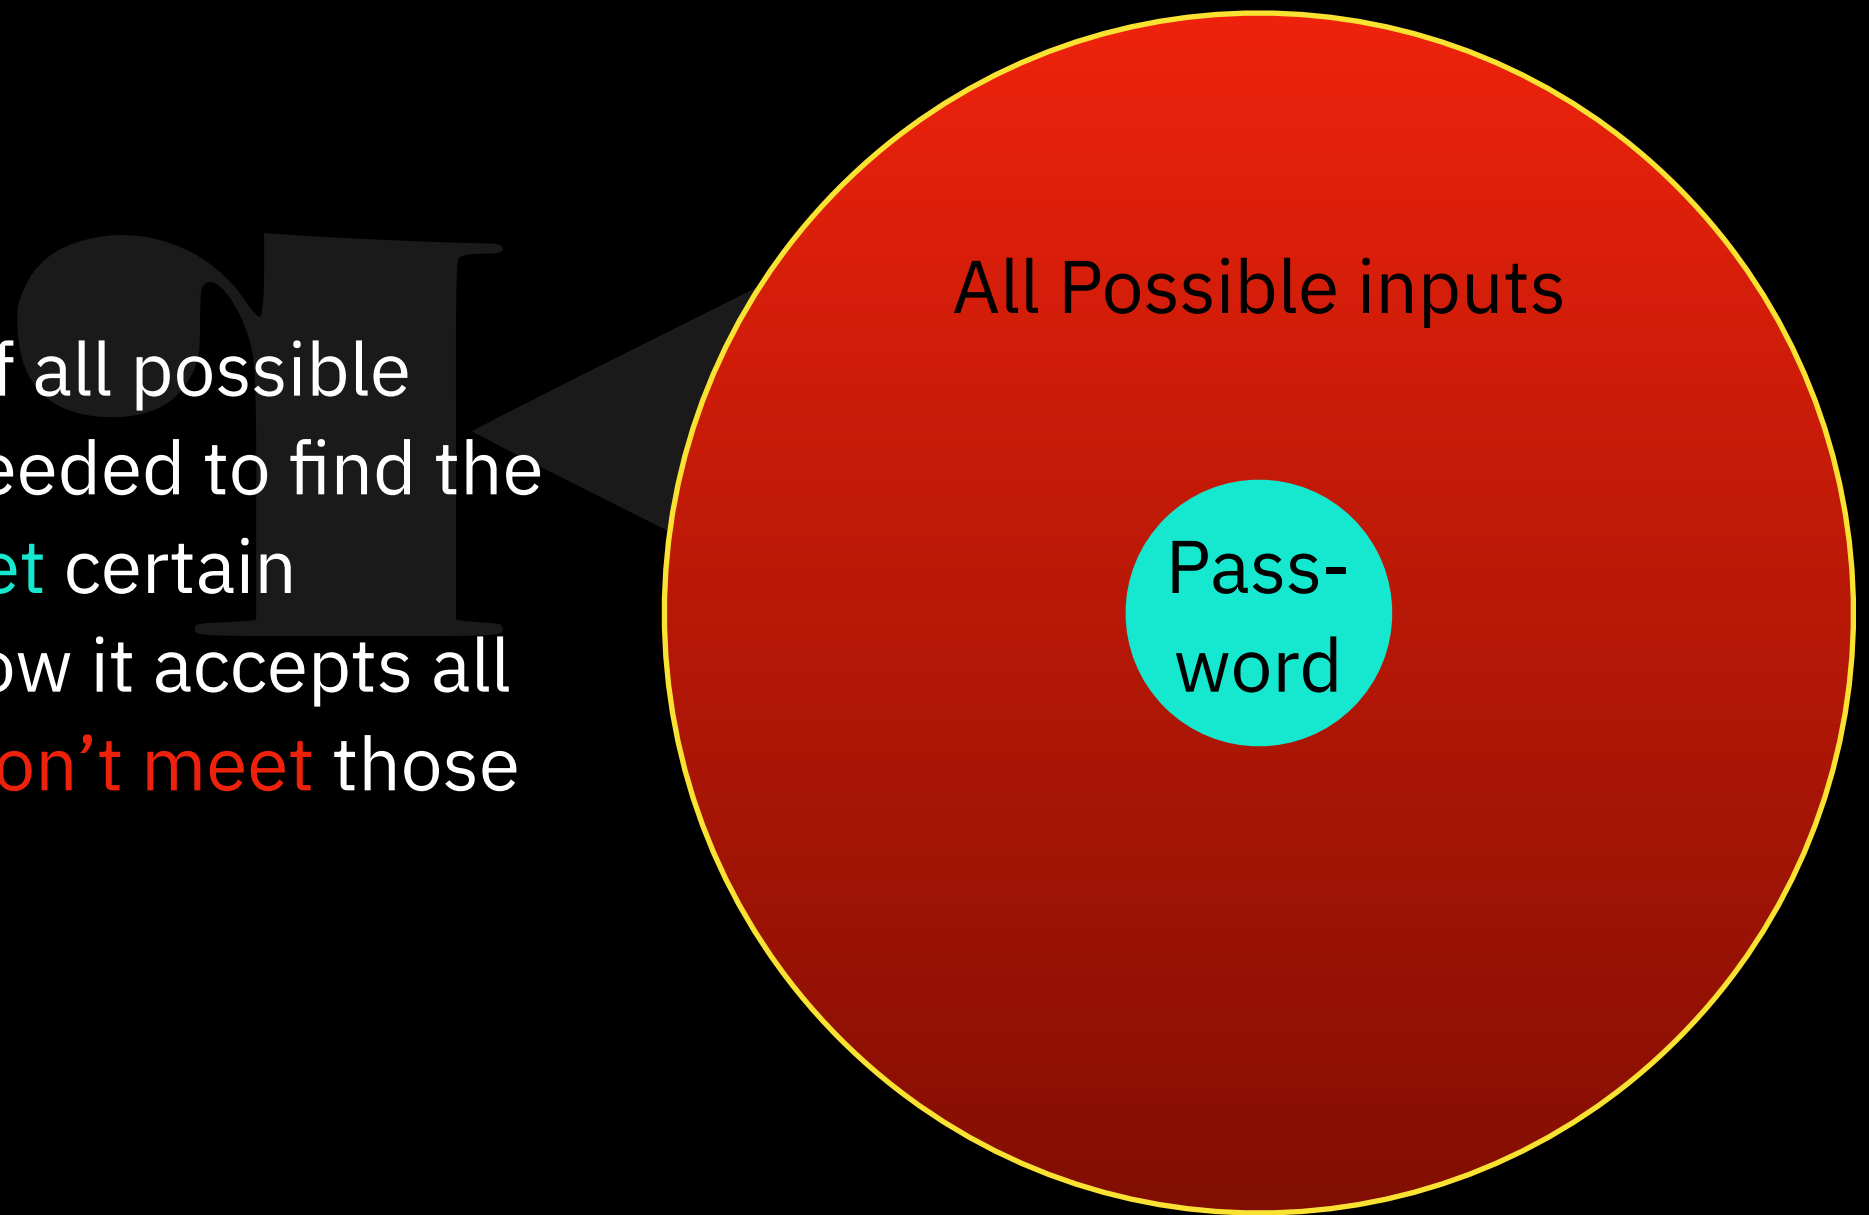 f all possible
eeded to find the
et certain
ow it accepts all
on’t meet those
All Possible inputs
Pass-
word